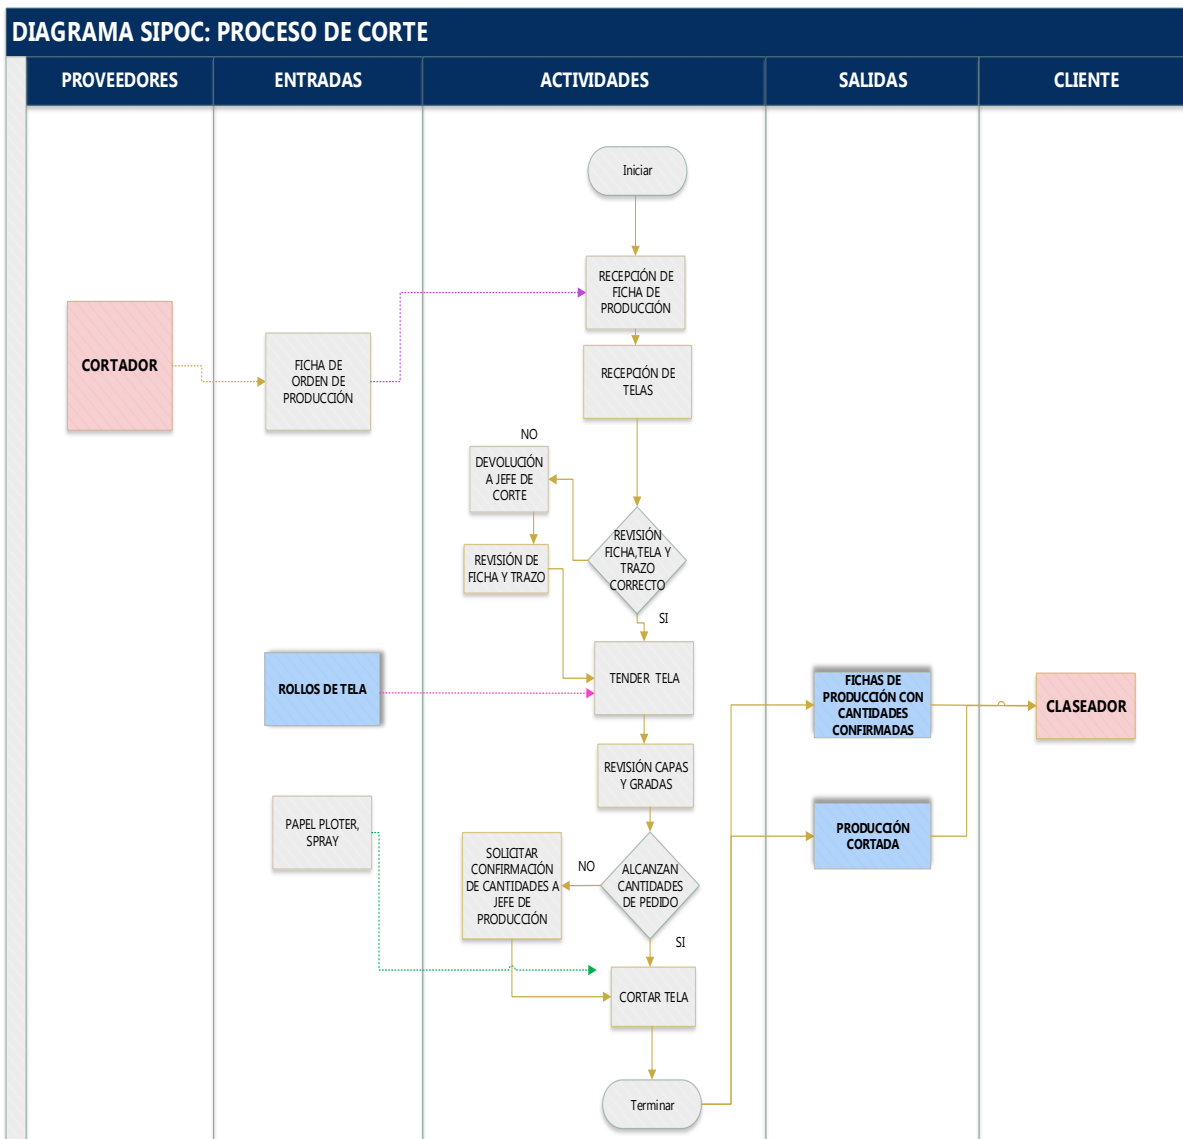 DIAGRAMA SIPOC: PROCESO DE CORTE
PROVEEDORES
ENTRADAS
ACTIVIDADES
SALIDAS
CLIENTE
Iniciar
RECEPCIÓN DE
FICHA DE
PRODUCCIÓN
CORTADOR
FICHA DE
ORDEN DE
PRODUCCIÓN
RECEPCIÓN DE
TELAS
NO
DEVOLUCIÓN
A JEFE DE
CORTE
REVISIÓN
FICHA,TELA Y
TRAZO
CORRECTO
REVISIÓN DE
FICHA Y TRAZO
SI
ROLLOS DE TELA
TENDER TELA
FICHAS DE
PRODUCCIÓN CON
CANTIDADES
CONFIRMADAS
CLASEADOR
REVISIÓN CAPAS
Y GRADAS
PAPEL PLOTER,
SPRAY
PRODUCCIÓN
CORTADA
SOLICITAR
CONFIRMACIÓN
DE CANTIDADES A
JEFE DE
PRODUCCIÓN
NO
ALCANZAN
CANTIDADES
DE PEDIDO
SI
CORTAR TELA
Terminar